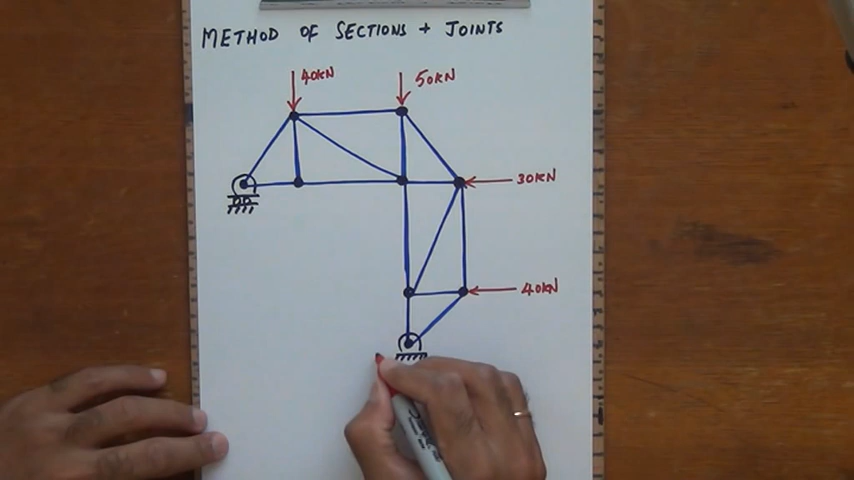 METHOD OF SECTIONS + JOINTS
40KN
50KN
30KN
40KN